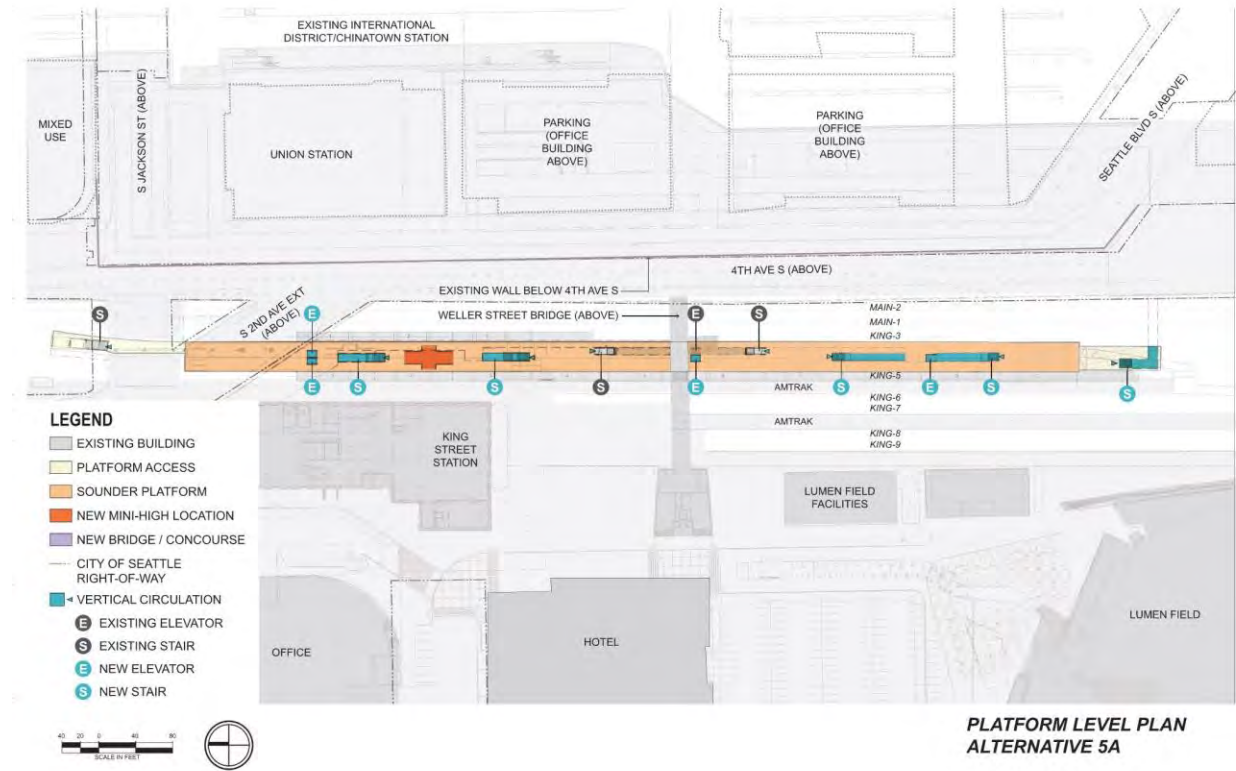 EXISTING INTERNATIONAL
DISTRICT/CHINATOWN STATION
MIXED
USE
S JACKSON ST (ABOVE)
UNION STATION
PARKING
(OFFICE
BUILDING
ABOVE)
PARKING
(OFFICE
BUILDING
ABOVE)
SEATTLE BLVD S (ABOVE)
4TH AVE S (ABOVE)
EXISTING WALL BELOW 4TH AVE S
WELLER STREET BRIDGE (ABOVE)
S 2ND AVE EXT
(ABOVE)
MAIN-2
MAIN-1
KING-3
S
E
E
S
E
S
S
S
E
S
E
S
S
KING-5
AMTRAK
KING-6
KING-7
AMTRAK
KING-8
KING-9
KING
STREET
STATION
LUMEN FIELD
FACILITIES
LUMEN FIELD
OFFICE
HOTEL
LEGEND
EXISTING BUILDING
PLATFORM ACCESS
SOUNDER PLATFORM
NEW MINI-HIGH LOCATION
NEW BRIDGE / CONCOURSE
CITY OF SEATTLE
RIGHT-OF-WAY
VERTICAL CIRCULATION
E EXISTING ELEVATOR
S EXISTING STAIR
E NEW ELEVATOR
S NEW STAIR
40 20 0 40 80
SCALE IN FEET
PLATFORM LEVEL PLAN
ALTERNATIVE 5A